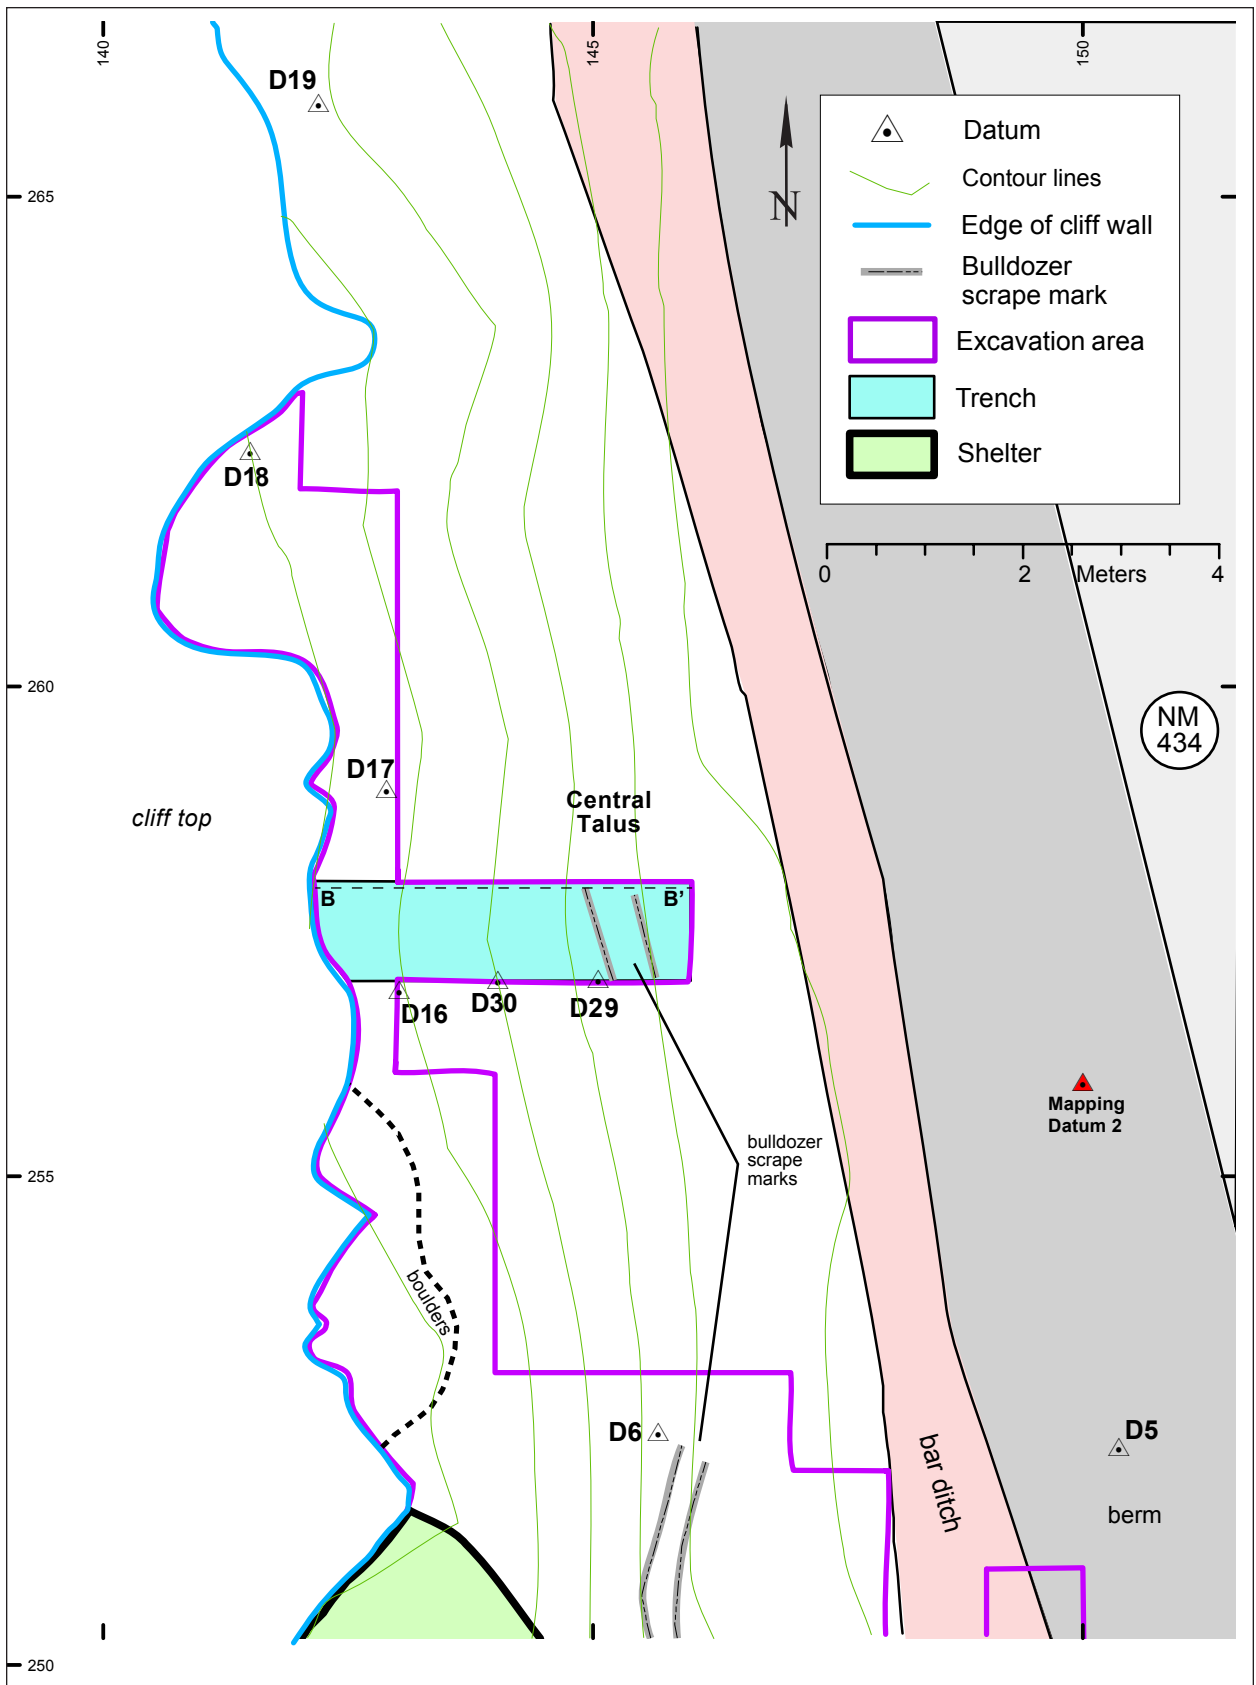 140
145
150
D19
Datum
Contour lines
Edge of cliff wall
Bulldozer
scrape mark
Excavation area
Trench
Shelter
N
265
D18
0
2
Meters
4
260
NM
434
D17
Central
Talus
cliff top
B
B'
D16
D30
D29
Mapping
Datum 2
bulldozer
scrape
marks
255
boulders
D6
D5
bar ditch
berm
250